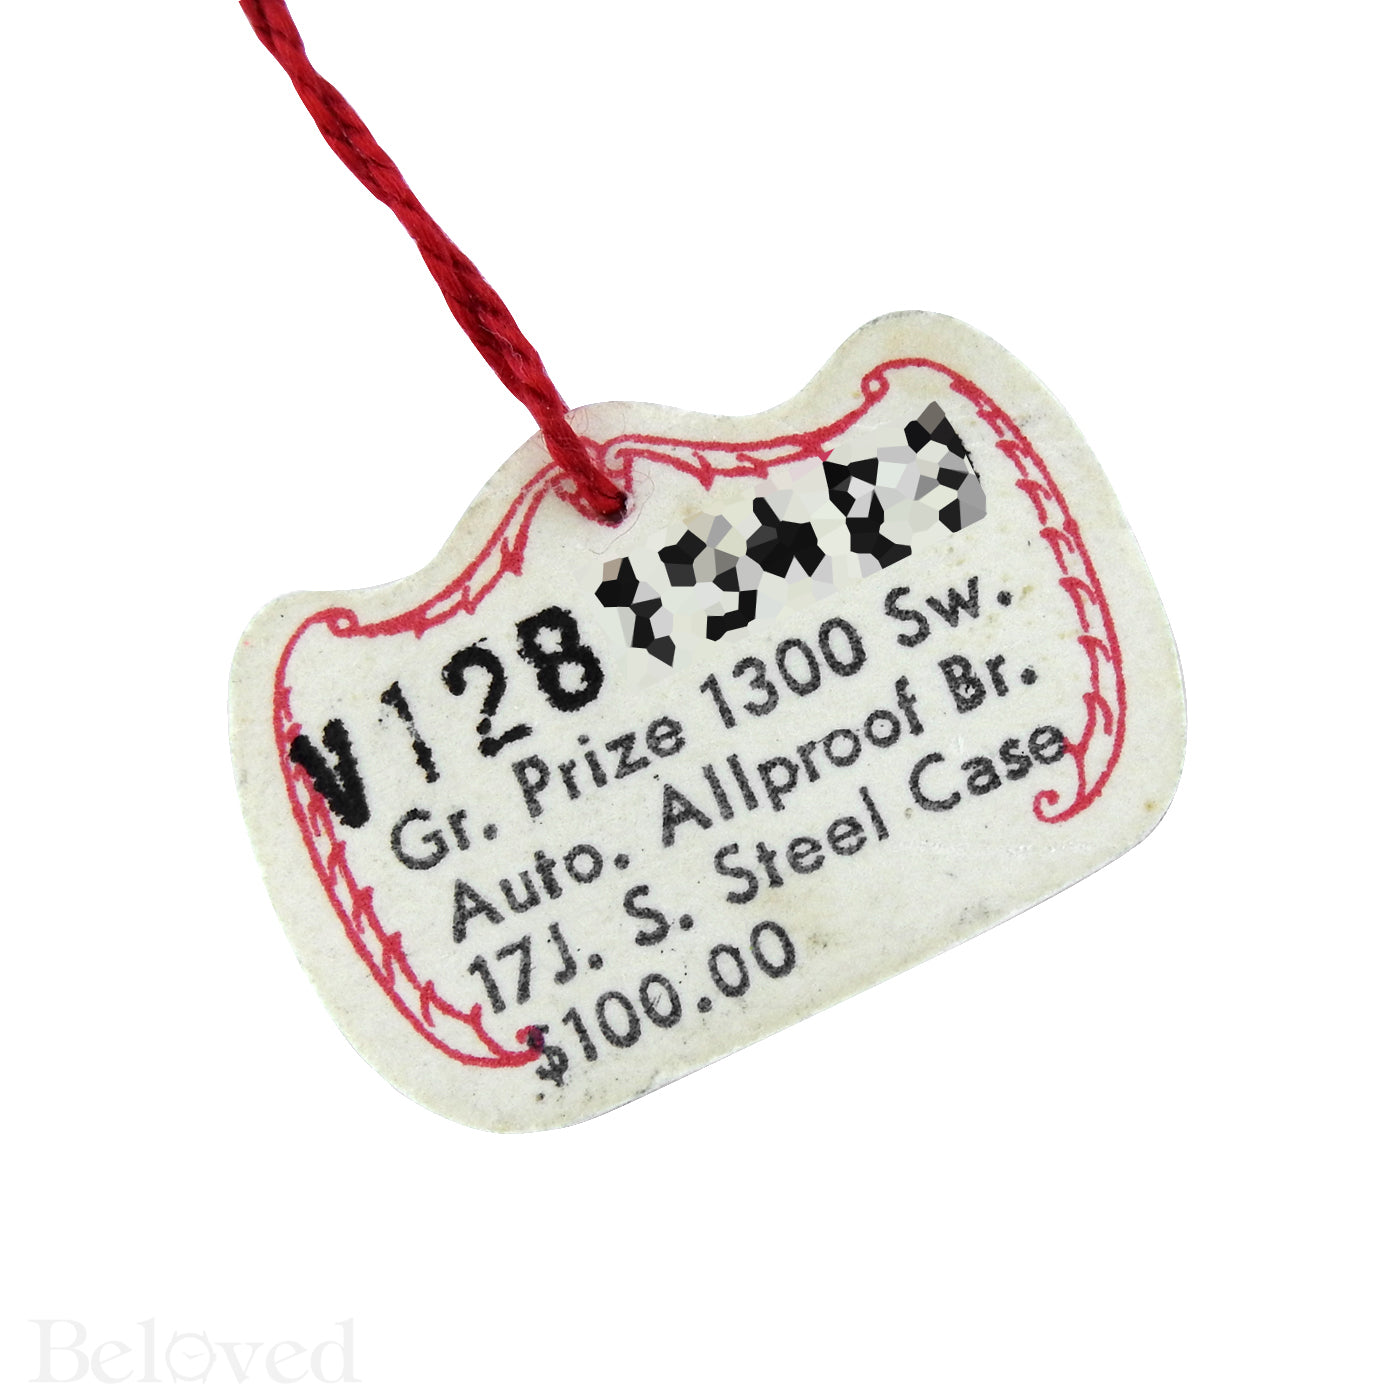 V128
Gr. Prize 1300 Sw.
Auto. Allproof Br.
17J. S. Steel Case
$100.00
Beloved